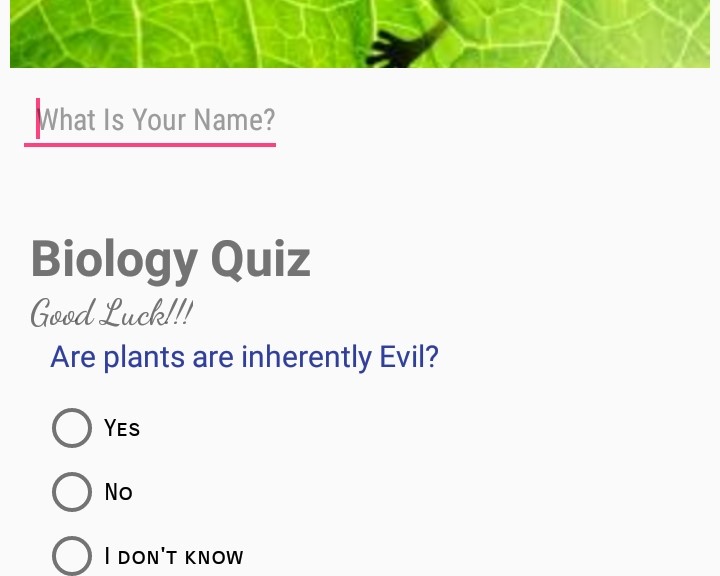 What Is Your Name?
Biology Quiz
Good Luck!!!
Are plants are inherently Evil?
Yes
No
I don't know